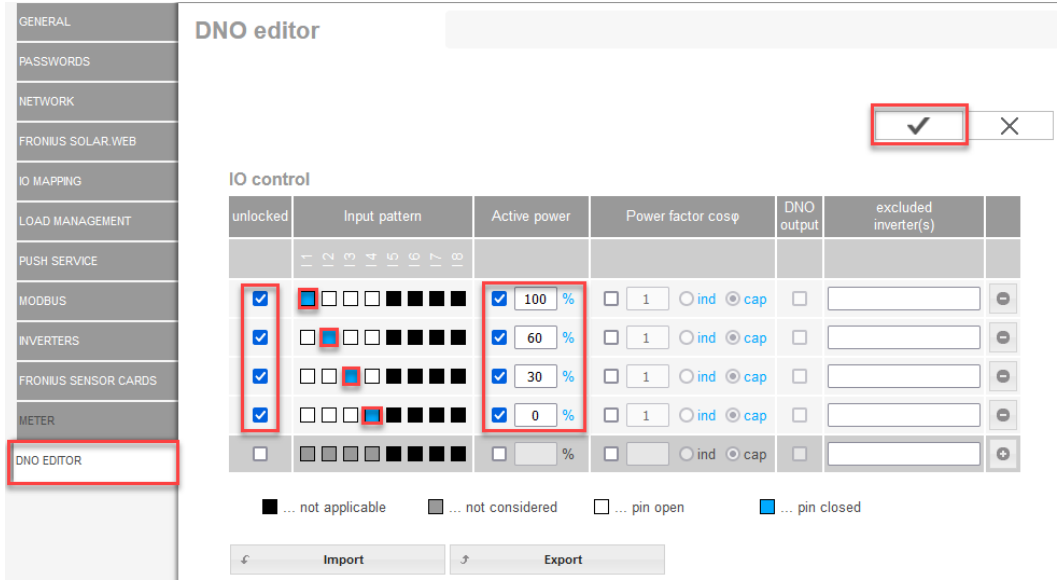 GENERAL
PASSWORDS
NETWORK
FRONIUS SOLAR.WEB
IO MAPPING
LOAD MANAGEMENT
PUSH SERVICE
MODBUS
INVERTERS
FRONIUS SENSOR CARDS
METER
DNO EDITOR
DNO editor
IO control
unlocked Input pattern Active power Power factor cosφ DNO output excluded inverter(s)
I1 I2 I3 I4 I5 I6 I7 I8
100 % 1 ind cap
60 % 1 ind cap
30 % 1 ind cap
0 % 1 ind cap
% ind cap
... not applicable ... not considered ... pin open ... pin closed
Import Export